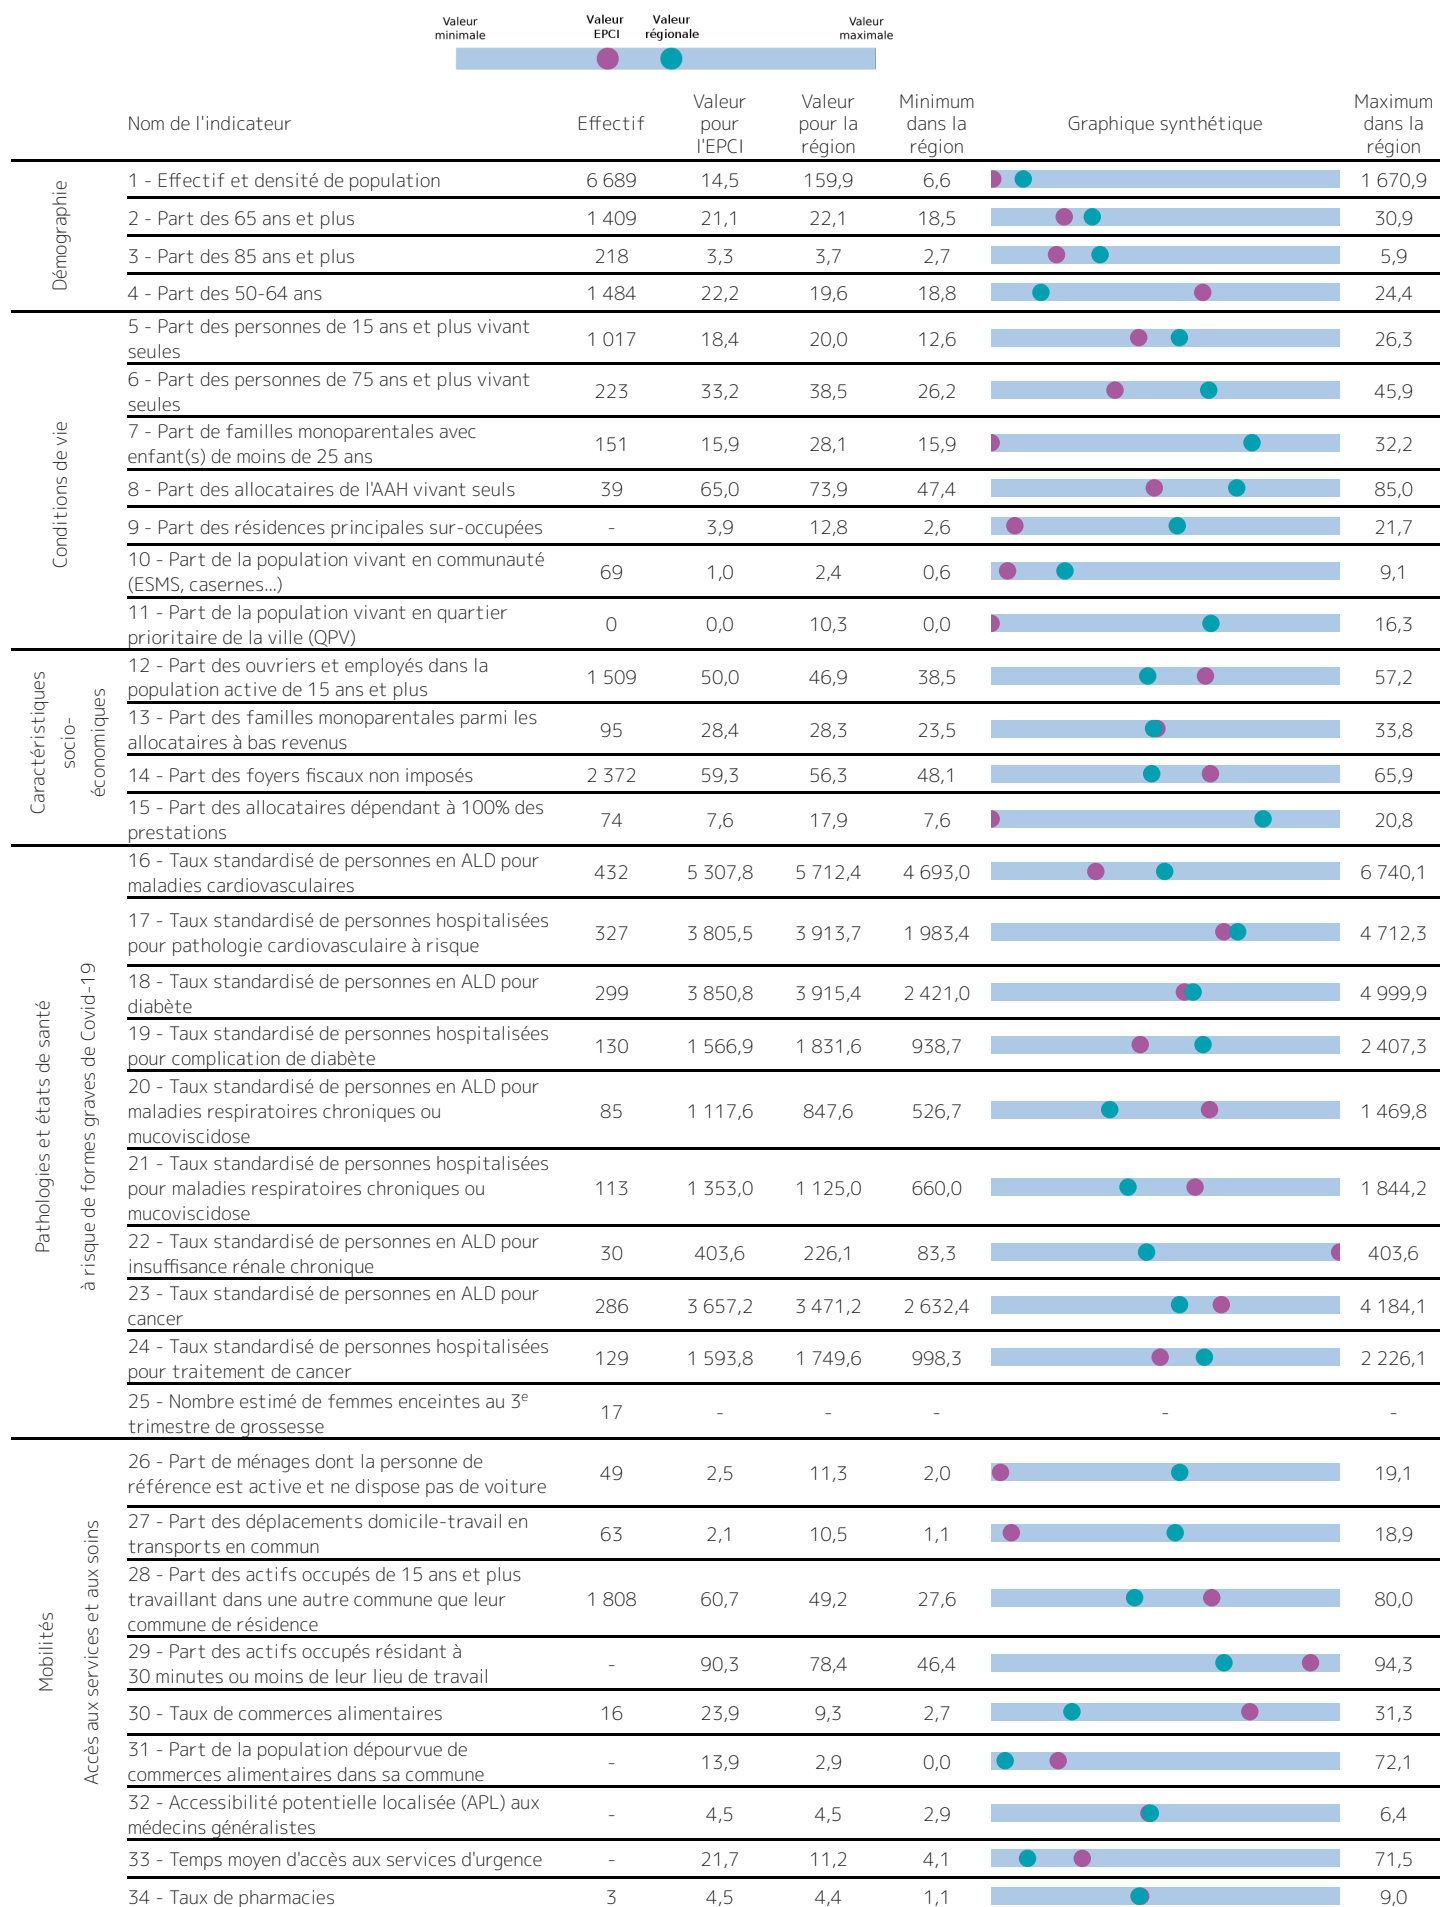 Valeur minimale
Valeur EPCI
Valeur régionale
Valeur maximale
Nom de l'indicateur Effectif Valeur pour l'EPCI Valeur pour la région Minimum dans la région Graphique synthétique Maximum dans la région
Démographie
1 - Effectif et densité de population 6 689 14,5 159,9 6,6 1 670,9
2 - Part des 65 ans et plus 1 409 21,1 22,1 18,5 30,9
3 - Part des 85 ans et plus 218 3,3 3,7 2,7 5,9
4 - Part des 50-64 ans 1 484 22,2 19,6 18,8 24,4
Conditions de vie
5 - Part des personnes de 15 ans et plus vivant
seules 1 017 18,4 20,0 12,6 26,3
6 - Part des personnes de 75 ans et plus vivant
seules 223 33,2 38,5 26,2 45,9
7 - Part de familles monoparentales avec
enfant(s) de moins de 25 ans 151 15,9 28,1 15,9 32,2
8 - Part des allocataires de l'AAH vivant seuls 39 65,0 73,9 47,4 85,0
9 - Part des résidences principales sur-occupées - 3,9 12,8 2,6 21,7
10 - Part de la population vivant en communauté
(ESMS, casernes...) 69 1,0 2,4 0,6 9,1
11 - Part de la population vivant en quartier
prioritaire de la ville (QPV) 0 0,0 10,3 0,0 16,3
Caractéristiques
socio-
économiques
12 - Part des ouvriers et employés dans la
population active de 15 ans et plus 1 509 50,0 46,9 38,5 57,2
13 - Part des familles monoparentales parmi les
allocataires à bas revenus 95 28,4 28,3 23,5 33,8
14 - Part des foyers fiscaux non imposés 2 372 59,3 56,3 48,1 65,9
15 - Part des allocataires dépendant à 100% des
prestations 74 7,6 17,9 7,6 20,8
Pathologies et états de santé
à risque de formes graves de Covid-19
16 - Taux standardisé de personnes en ALD pour
maladies cardiovasculaires 432 5 307,8 5 712,4 4 693,0 6 740,1
17 - Taux standardisé de personnes hospitalisées
pour pathologie cardiovasculaire à risque 327 3 805,5 3 913,7 1 983,4 4 712,3
18 - Taux standardisé de personnes en ALD pour
diabète 299 3 850,8 3 915,4 2 421,0 4 999,9
19 - Taux standardisé de personnes hospitalisées
pour complication de diabète 130 1 566,9 1 831,6 938,7 2 407,3
20 - Taux standardisé de personnes en ALD pour
maladies respiratoires chroniques ou
mucoviscidose 85 1 117,6 847,6 526,7 1 469,8
21 - Taux standardisé de personnes hospitalisées
pour maladies respiratoires chroniques ou
mucoviscidose 113 1 353,0 1 125,0 660,0 1 844,2
22 - Taux standardisé de personnes en ALD pour
insuffisance rénale chronique 30 403,6 226,1 83,3 403,6
23 - Taux standardisé de personnes en ALD pour
cancer 286 3 657,2 3 471,2 2 632,4 4 184,1
24 - Taux standardisé de personnes hospitalisées
pour traitement de cancer 129 1 593,8 1 749,6 998,3 2 226,1
25 - Nombre estimé de femmes enceintes au 3e
trimestre de grossesse 17 - - - - -
Mobilités
Accès aux services et aux soins
26 - Part de ménages dont la personne de
référence est active et ne dispose pas de voiture 49 2,5 11,3 2,0 19,1
27 - Part des déplacements domicile-travail en
transports en commun 63 2,1 10,5 1,1 18,9
28 - Part des actifs occupés de 15 ans et plus
travaillant dans une autre commune que leur
commune de résidence 1 808 60,7 49,2 27,6 80,0
29 - Part des actifs occupés résidant à
30 minutes ou moins de leur lieu de travail - 90,3 78,4 46,4 94,3
30 - Taux de commerces alimentaires 16 23,9 9,3 2,7 31,3
31 - Part de la population dépourvue de
commerces alimentaires dans sa commune - 13,9 2,9 0,0 72,1
32 - Accessibilité potentielle localisée (APL) aux
médecins généralistes - 4,5 4,5 2,9 6,4
33 - Temps moyen d'accès aux services d'urgence - 21,7 11,2 4,1 71,5
34 - Taux de pharmacies 3 4,5 4,4 1,1 9,0